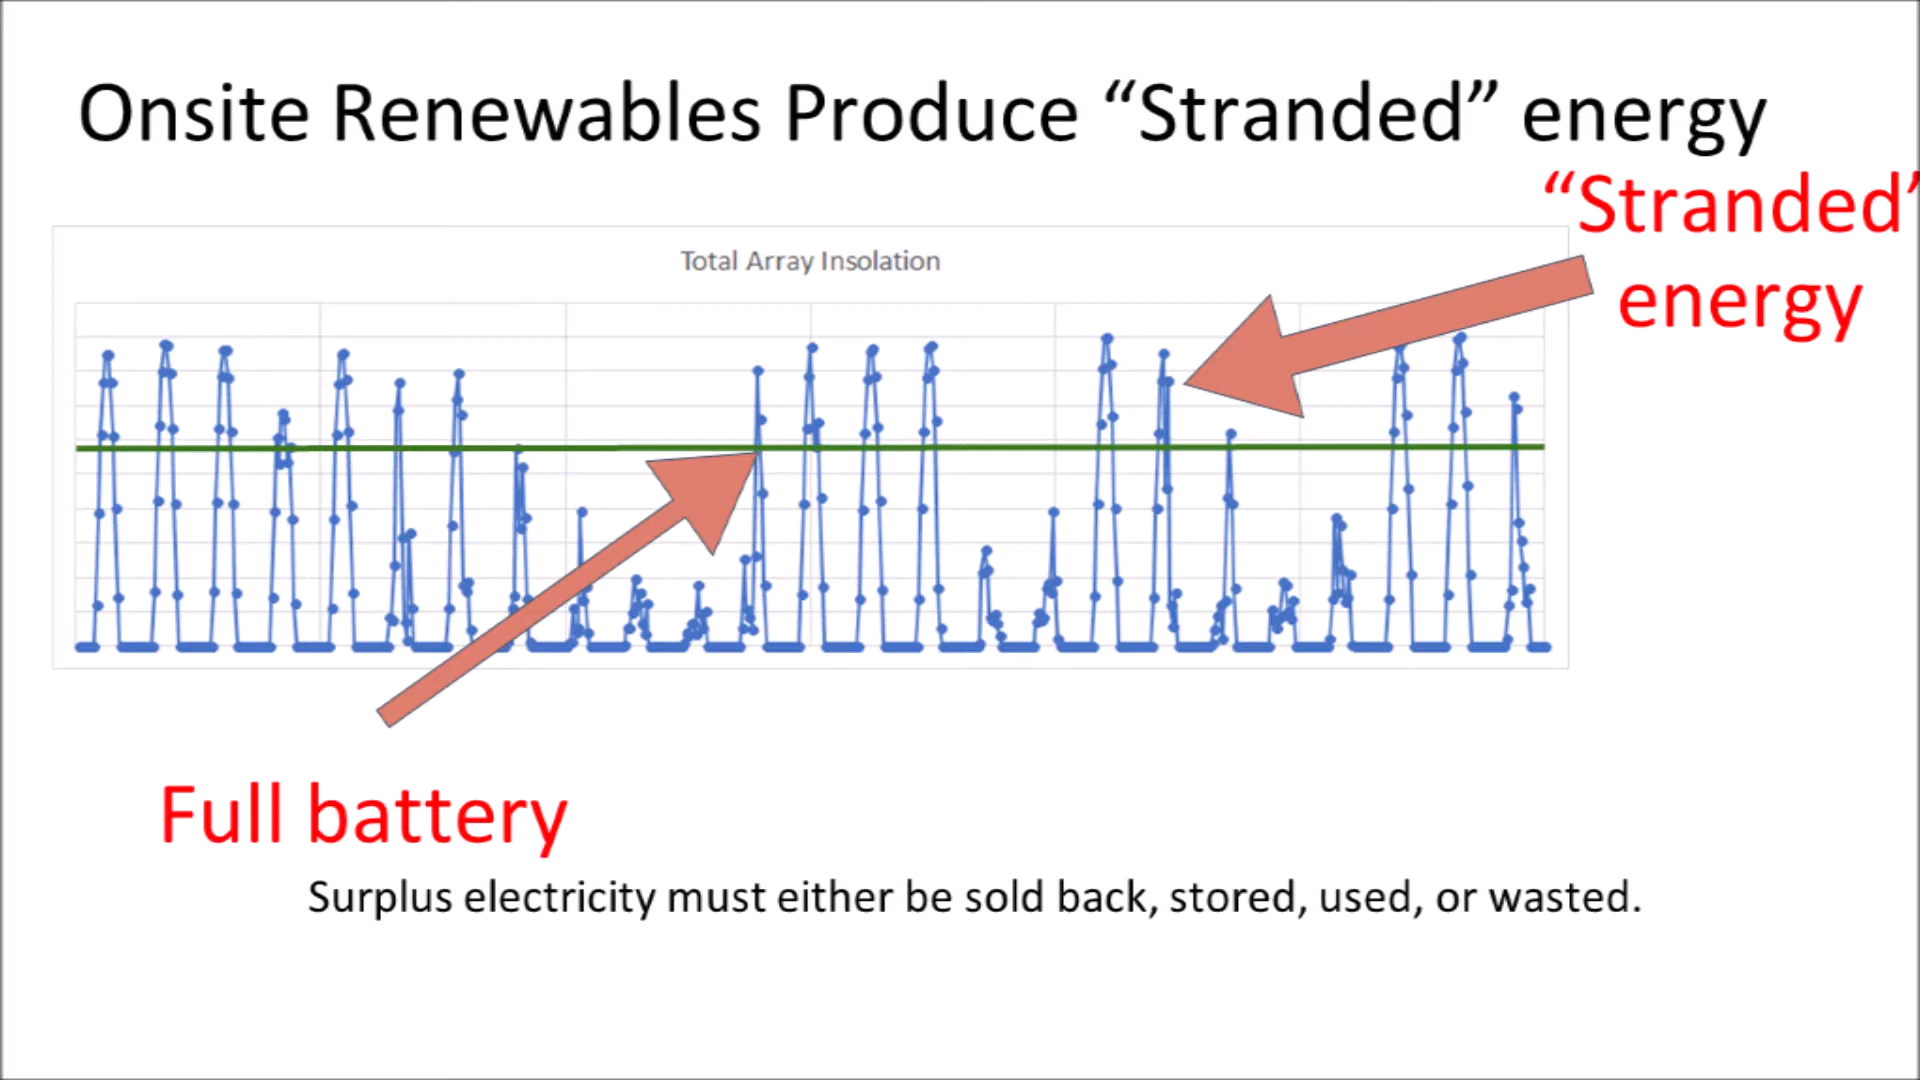 Onsite Renewables Produce “Stranded” energy
“Stranded”
energy
Total Array Insolation
Full battery
Surplus electricity must either be sold back, stored, used, or wasted.